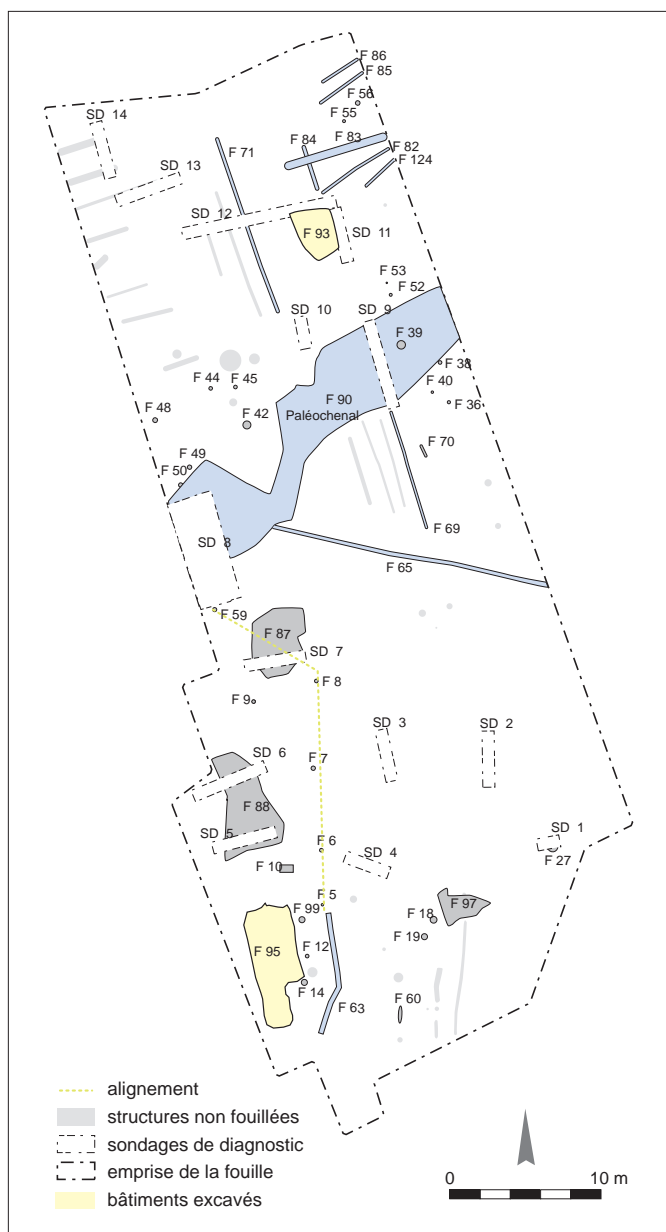 F 86
F 85
F 56
F 55
SD 14
F 84
F 83
F 82
F 71
F 124
SD 13
SD 12
F 93
SD 11
F 53
F 52
SD 10
SD 9
F 39
F 38
F 44
F 45
F 40
F 36
F 90
Paléochenal
F 48
F 42
F 70
F 49
F 50
F 69
SD 8
F 65
F 59
F 87
SD 7
F 8
F 9
SD 3
SD 2
SD 6
F 7
F 88
SD 5
F 6
SD 4
SD 1
F 27
F 10
F 5
F 99
F 97
F 18
F 19
F 95
F 12
F 14
F 63
F 60
alignement
structures non fouillées
sondages de diagnostic
emprise de la fouille
bâtiments excavés
0 10 m